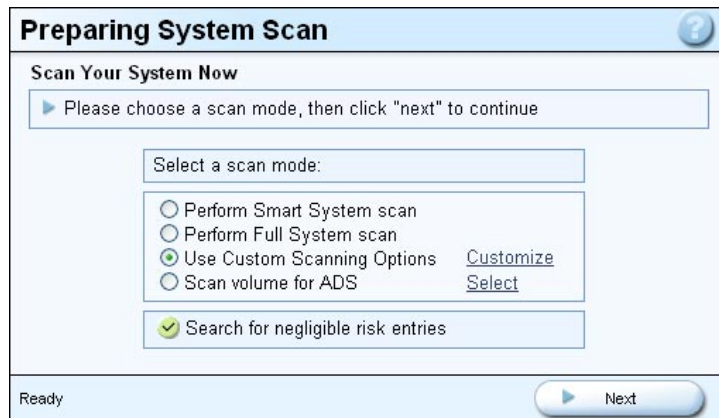 Preparing System Scan
Scan Your System Now
Please choose a scan mode, then click "next" to continue
Select a scan mode:
Perform Smart System scan
Perform Full System scan
Use Custom Scanning Options Customize
Scan volume for ADS Select
Search for negligible risk entries
Ready Next